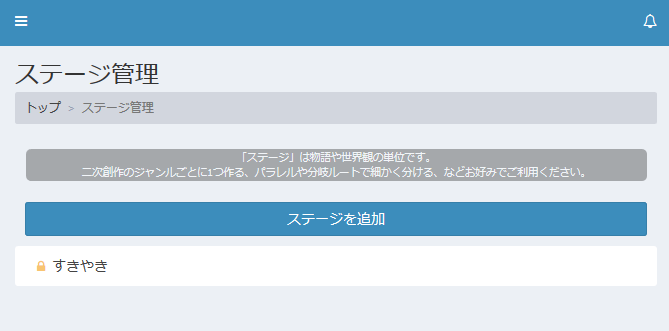 ステージ管理
トップ > ステージ管理
「ステージ」は物語や世界観の単位です。
二次創作のジャンルごとに1つ作る、パラレルや分岐ルートで細かく分ける、などお好みでご利用ください。
ステージを追加
すきやき